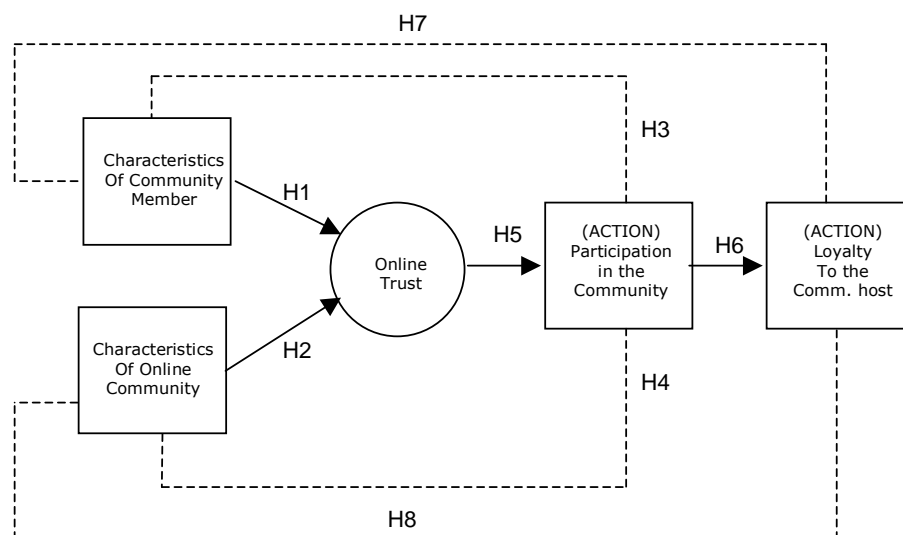 H7
H3
Characteristics
Of Community
Member
H1
Online
Trust
H5
(ACTION)
Participation
in the
Community
H6
(ACTION)
Loyalty
To the
Comm. host
Characteristics
Of Online
Community
H2
H4
H8